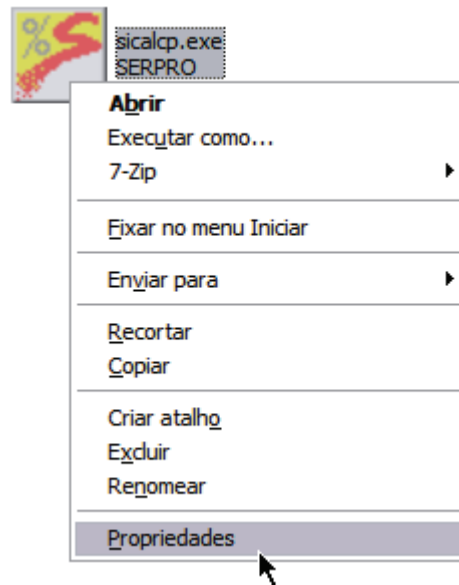 sicalcp.exe
SERPRO
Abrir
Executar como...
7-Zip
Fixar no menu Iniciar
Enviar para
Recortar
Copiar
Criar atalho
Excluir
Renomear
Propriedades